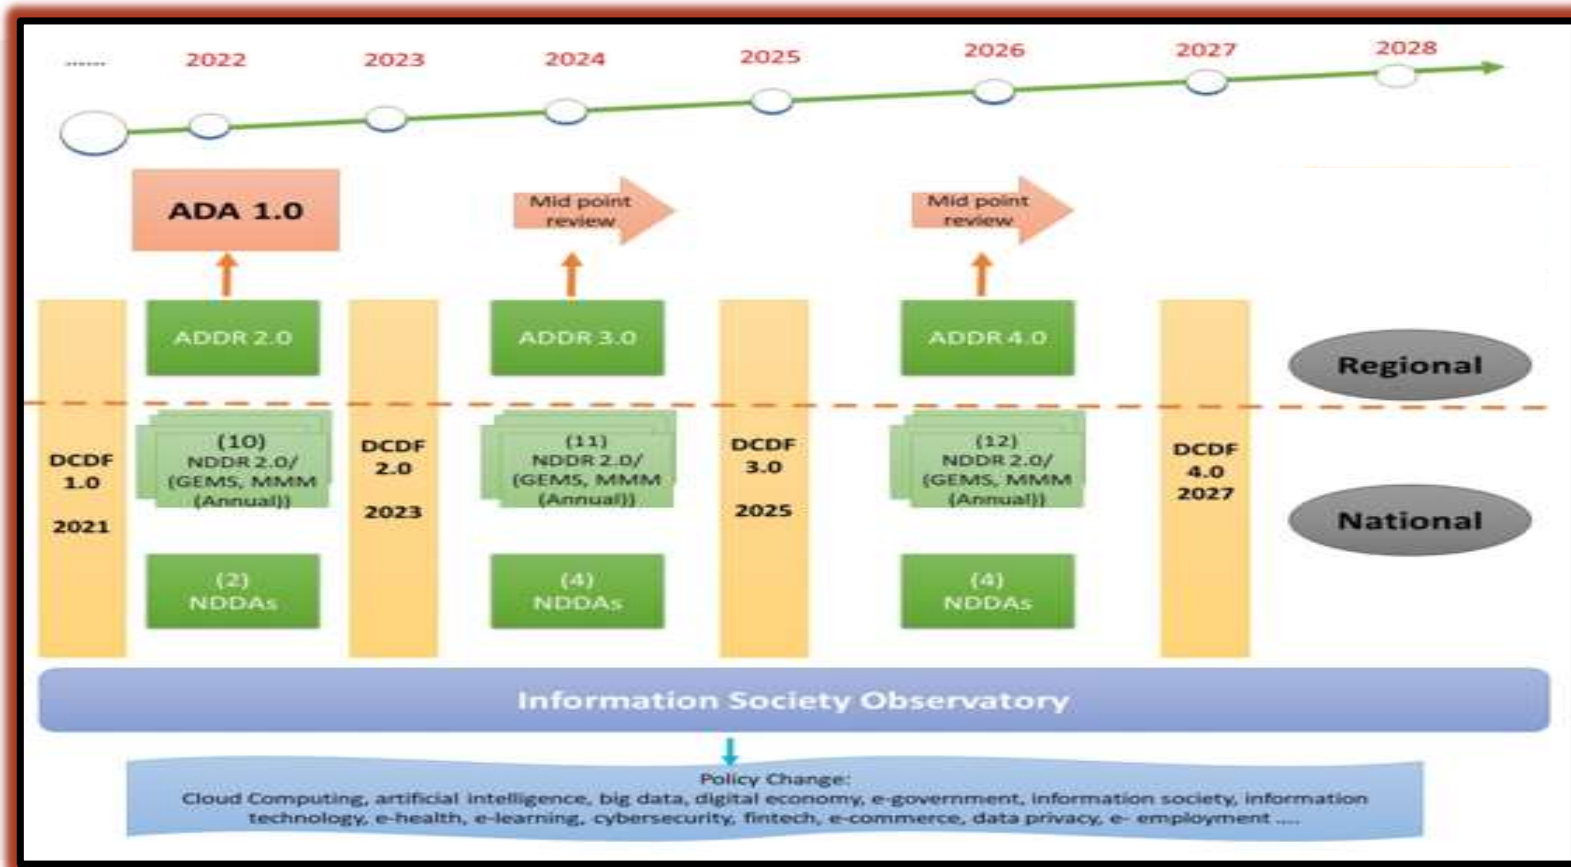 ......
2022
2023
2024
2025
2026
2027
2028
ADA 1.0
Mid point
review
Mid point
review
ADDR 2.0
ADDR 3.0
ADDR 4.0
Regional
DCDF
1.0
2021
(10)
NDDR 2.0/
(GEMS, MMM
(Annual))
DCDF
2.0
2023
(11)
NDDR 2.0/
(GEMS, MMM
(Annual))
DCDF
3.0
2025
(12)
NDDR 2.0/
(GEMS, MMM
(Annual))
DCDF
4.0
2027
National
(2)
NDDAs
(4)
NDDAs
(4)
NDDAs
Information Society Observatory
Policy Change:
Cloud Computing, artificial intelligence, big data, digital economy, e-government, information society, information
technology, e-health, e-learning, cybersecurity, fintech, e-commerce, data privacy, e- employment ....